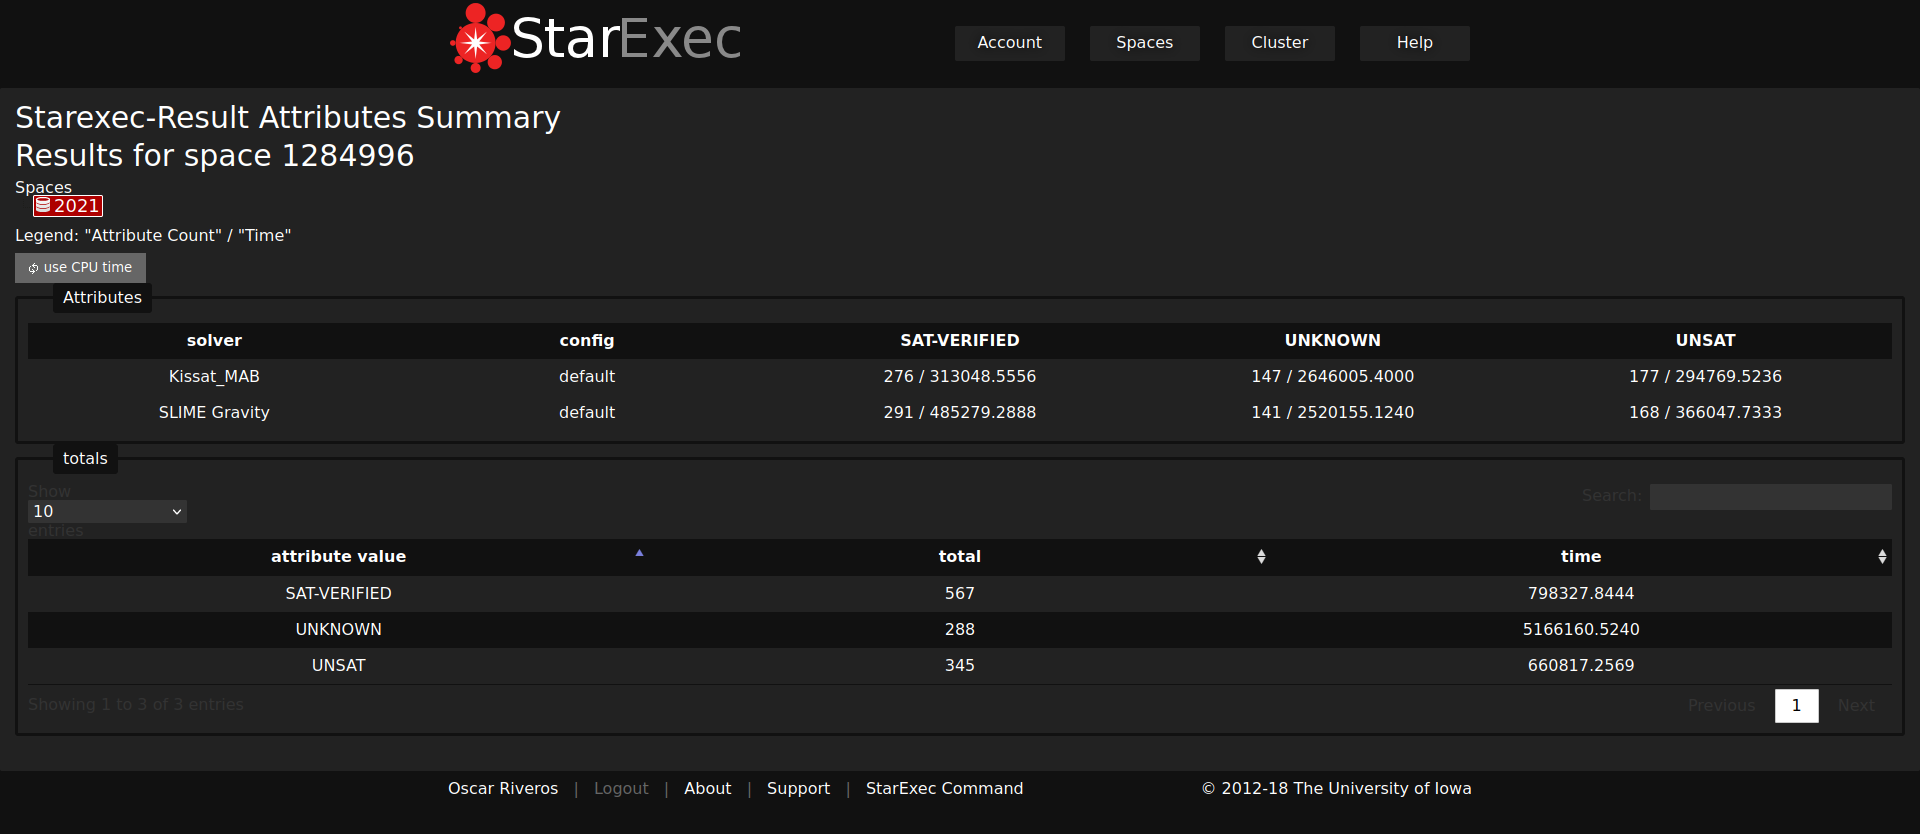 StarExec
Account Spaces Cluster Help
Starexec-Result Attributes Summary
Results for space 1284996
Spaces
2021
Legend: "Attribute Count" / "Time"
use CPU time
Attributes
solver config SAT-VERIFIED UNKNOWN UNSAT
Kissat_MAB default 276 / 313048.5556 147 / 2646005.4000 177 / 294769.5236
SLIME Gravity default 291 / 485279.2888 141 / 2520155.1240 168 / 366047.7333
totals
Show
10
entries
Search:
attribute value total time
SAT-VERIFIED 567 798327.8444
UNKNOWN 288 5166160.5240
UNSAT 345 660817.2569
Showing 1 to 3 of 3 entries
Previous 1 Next
Oscar Riveros | Logout | About | Support | StarExec Command © 2012-18 The University of Iowa